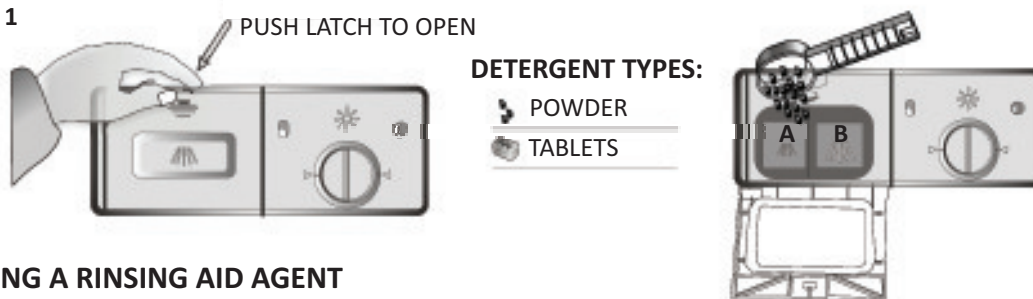 1
PUSH LATCH TO OPEN
DETERGENT TYPES:
POWDER
TABLETS
A B
NG A RINSING AID AGENT